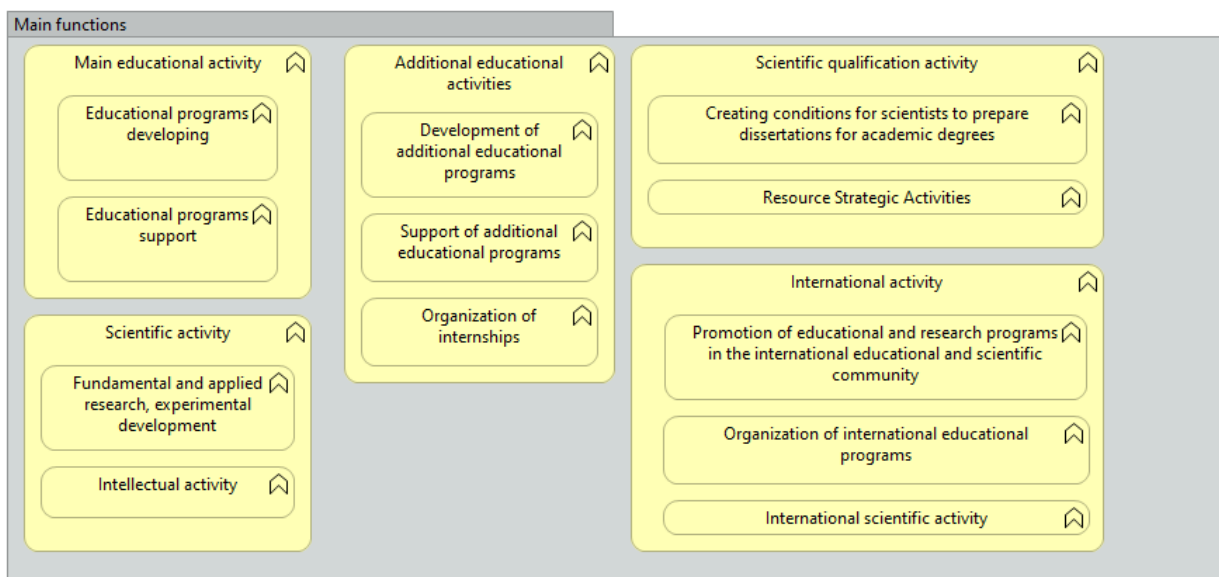 Main functions
Main educational activity
Educational programs
developing
Educational programs
support
Scientific activity
Fundamental and applied
research, experimental
development
Intellectual activity
Additional educational
activities
Development of
additional educational
programs
Support of additional
educational programs
Organization of
internships
Scientific qualification activity
Creating conditions for scientists to prepare
dissertations for academic degrees
Resource Strategic Activities
International activity
Promotion of educational and research programs
in the international educational and scientific
community
Organization of international educational
programs
International scientific activity